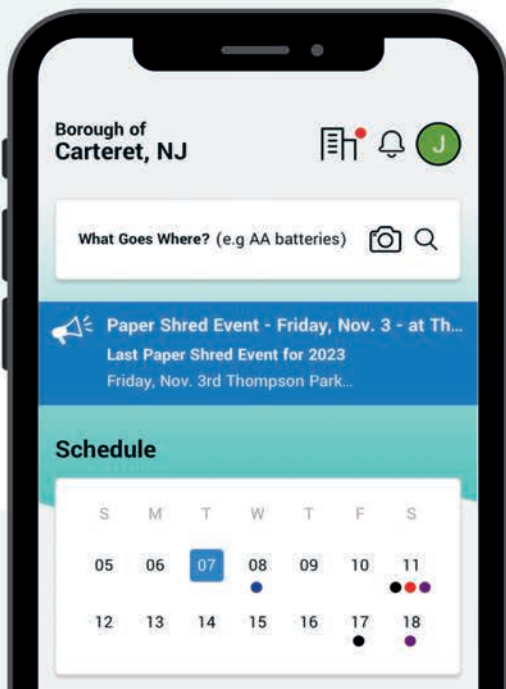 Borough of
Carteret, NJ
J
What Goes Where? (e.g AA batteries)
Paper Shred Event - Friday, Nov. 3 - at Th...
Last Paper Shred Event for 2023
Friday, Nov. 3rd Thompson Park...
Schedule
S M T W T F S
05 06 07 08 09 10 11
12 13 14 15 16 17 18